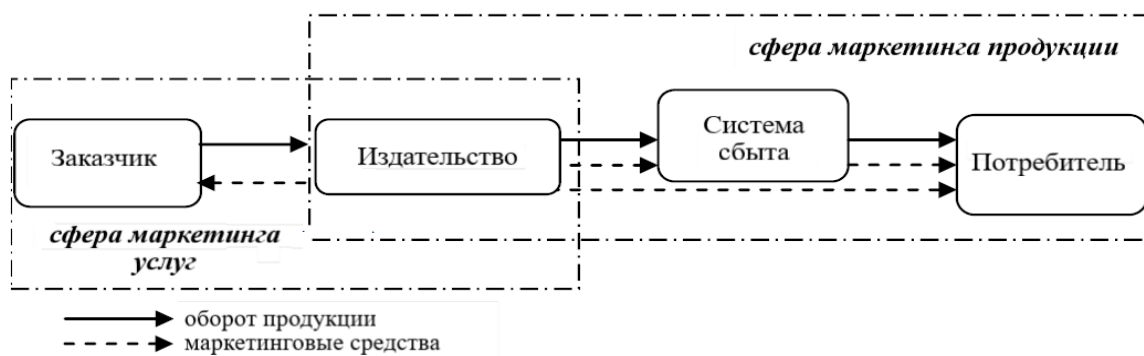 сфера маркетинга продукции
Заказчик
Издательство
Система
сбыта
Потребитель
сфера маркетинга
услуг
оборот продукции
маркетинговые средства